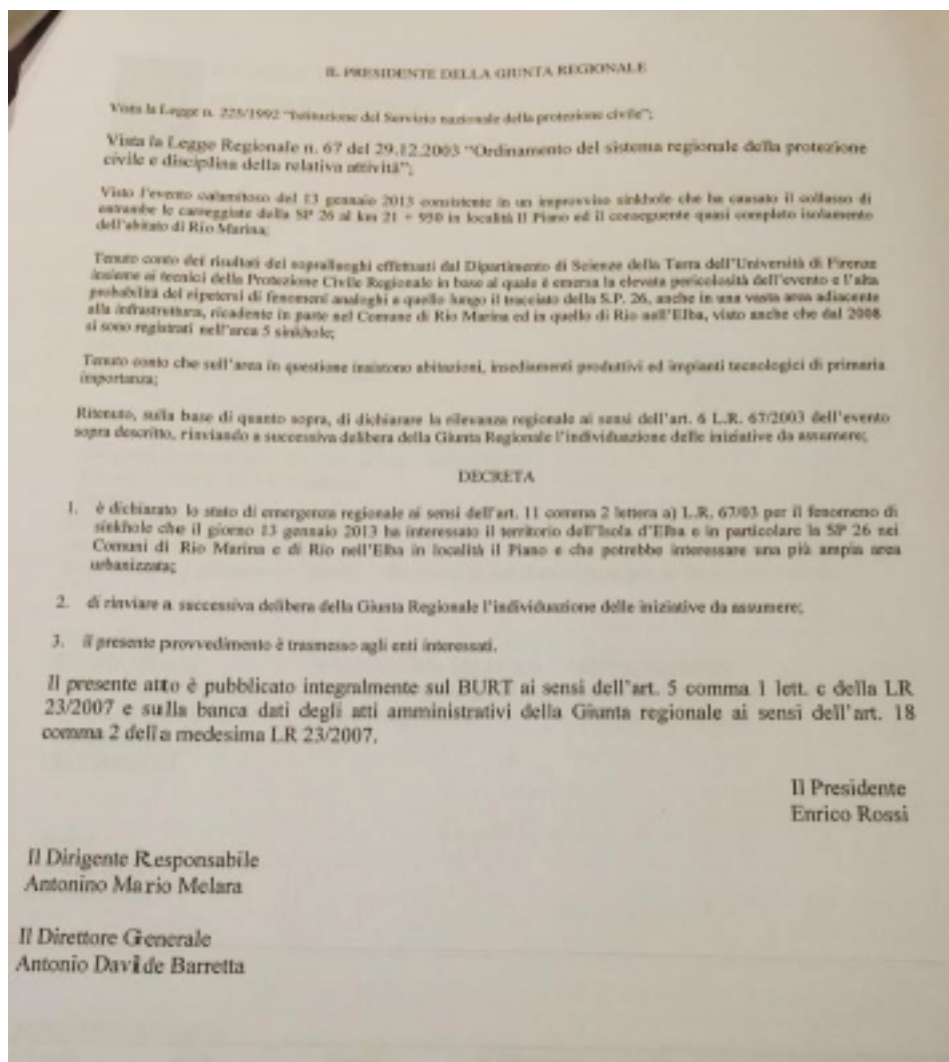 IL PRESIDENTE DELLA GIUNTA REGIONALE
Vista la Legge n. 225/1992 “Istituzione del Servizio nazionale della protezione civile”;
Vista la Legge Regionale n. 67 del 29.12.2003 “Ordinamento del sistema regionale della protezione
civile e disciplina della relativa attività”;
Visto l’evento calamitoso del 13 gennaio 2013 consistente in un improvviso sinkhole che ha causato il collasso di
entrambe le carreggiate della SP 26 al km 21 + 950 in località Il Piano ed il conseguente quasi completo isolamento
dell’abitato di Rio Marina;
Tenuto conto dei risultati dei sopralluoghi effettuati dal Dipartimento di Scienze della Terra dell’Università di Firenze
insieme ai tecnici della Protezione Civile Regionale in base al quale è emersa la elevata pericolosità dell’evento e l’alta
probabilità del ripetersi di fenomeni analoghi a quello lungo il tracciato della S.P. 26, anche in una vasta area adiacente
alla infrastruttura, ricadente in parte nel Comune di Rio Marina ed in quello di Rio nell’Elba, visto anche che dal 2008
si sono registrati nell’area 5 sinkhole;
Tenuto conto che sull’area in questione insistono abitazioni, insediamenti produttivi ed impianti tecnologici di primaria
importanza;
Ritenuto, sulla base di quanto sopra, di dichiarare la rilevanza regionale ai sensi dell’art. 6 L.R. 67/2003 dell’evento
sopra descritto, rinviando a successiva delibera della Giunta Regionale l’individuazione delle iniziative da assumere;
DECRETA
1. è dichiarato lo stato di emergenza regionale ai sensi dell’art. 11 comma 2 lettera a) L.R. 67/03 per il fenomeno di
sinkhole che il giorno 13 gennaio 2013 ha interessato il territorio dell’Isola d’Elba e in particolare la SP 26 nei
Comuni di Rio Marina e di Rio nell’Elba in località il Piano e che potrebbe interessare una più ampia area
urbanizzata;
2. di rinviare a successiva delibera della Giunta Regionale l’individuazione delle iniziative da assumere;
3. il presente provvedimento è trasmesso agli enti interessati.
Il presente atto è pubblicato integralmente sul BURT ai sensi dell’art. 5 comma 1 lett. c della LR
23/2007 e sulla banca dati degli atti amministrativi della Giunta regionale ai sensi dell’art. 18
comma 2 della medesima LR 23/2007.
Il Presidente
Enrico Rossi
Il Dirigente Responsabile
Antonino Mario Melara
Il Direttore Generale
Antonio Davide Barretta